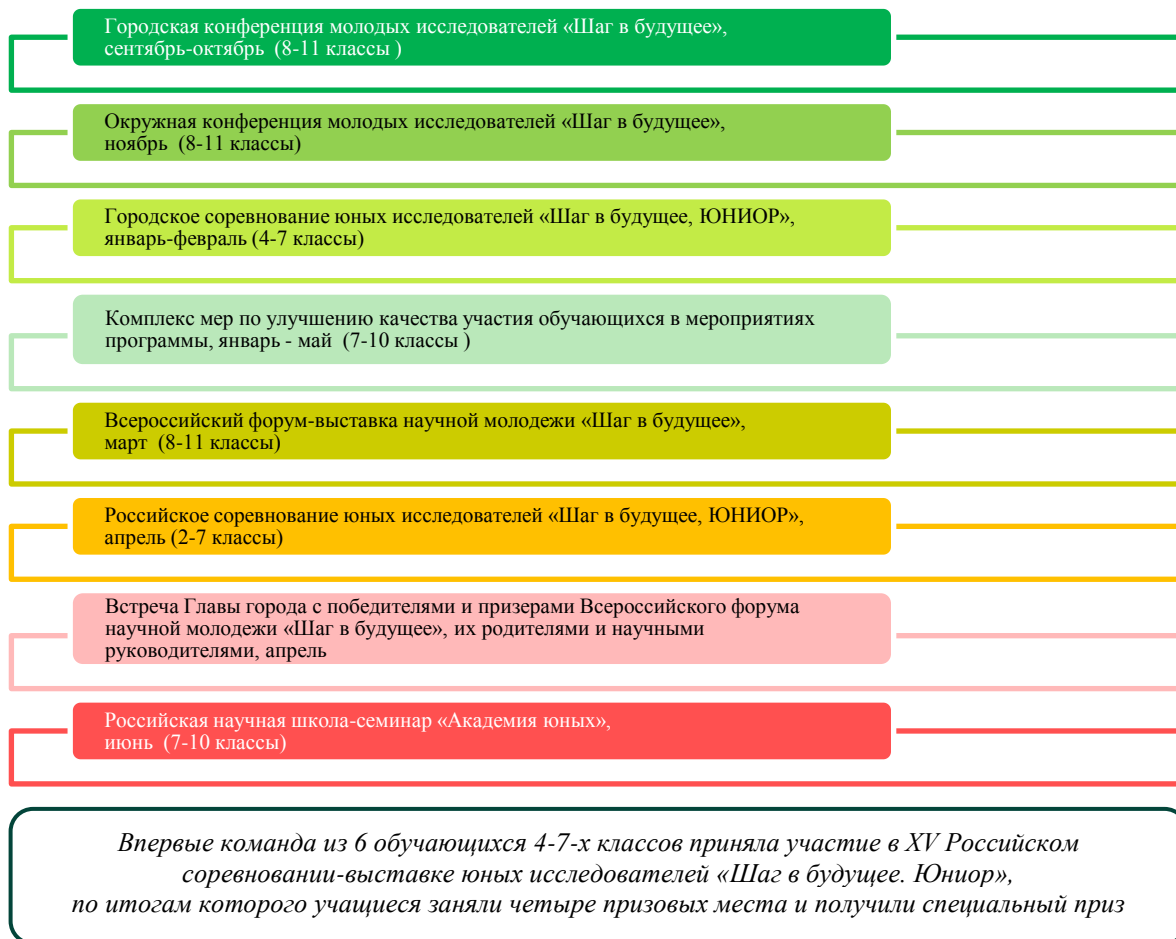 Городская конференция молодых исследователей «Шаг в будущее»,
сентябрь-октябрь (8-11 классы )
Окружная конференция молодых исследователей «Шаг в будущее»,
ноябрь (8-11 классы)
Городское соревнование юных исследователей «Шаг в будущее, ЮНИОР»,
январь-февраль (4-7 классы)
Комплекс мер по улучшению качества участия обучающихся в мероприятиях
программы, январь - май (7-10 классы )
Всероссийский форум-выставка научной молодежи «Шаг в будущее»,
март (8-11 классы)
Российское соревнование юных исследователей «Шаг в будущее, ЮНИОР»,
апрель (2-7 классы)
Встреча Главы города с победителями и призерами Всероссийского форума
научной молодежи «Шаг в будущее», их родителями и научными
руководителями, апрель
Российская научная школа-семинар «Академия юных»,
июнь (7-10 классы)
Впервые команда из 6 обучающихся 4-7-х классов приняла участие в XV Российском
соревновании-выставке юных исследователей «Шаг в будущее. Юниор»,
по итогам которого учащиеся заняли четыре призовых места и получили специальный приз